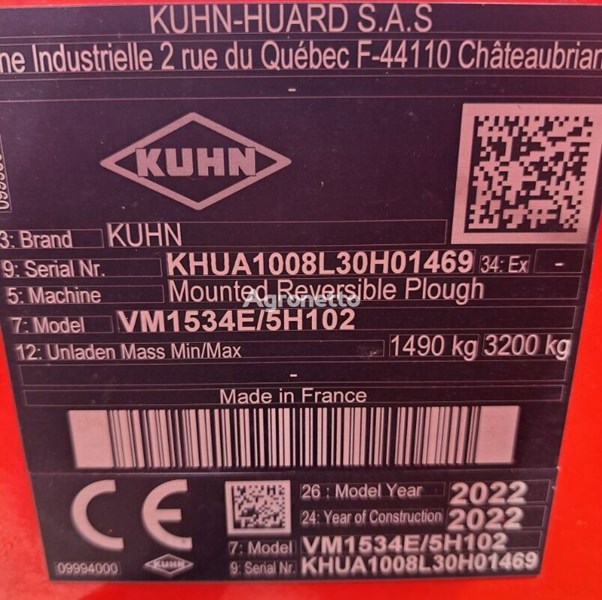 KUHN-HUARD S.A.S
ne Industrielle 2 rue du Québec F-44110 Châteaubrian
-
KUHN
3: Brand KUHN
9: Serial Nr. KHUA1008L30H01469 34: Ex -
5: Machine Mounted Reversible Plough
Agronetto
7: Model VM1534E/5H102
12: Unladen Mass Min/Max 1490 kg 3200 kg
-
Made in France
CE
26 : Model Year 2022
24: Year of Construction 2022
7: Model VM1534E/5H102
09994000 KUHN 9: Serial Nr. KHUA1008L30H01469